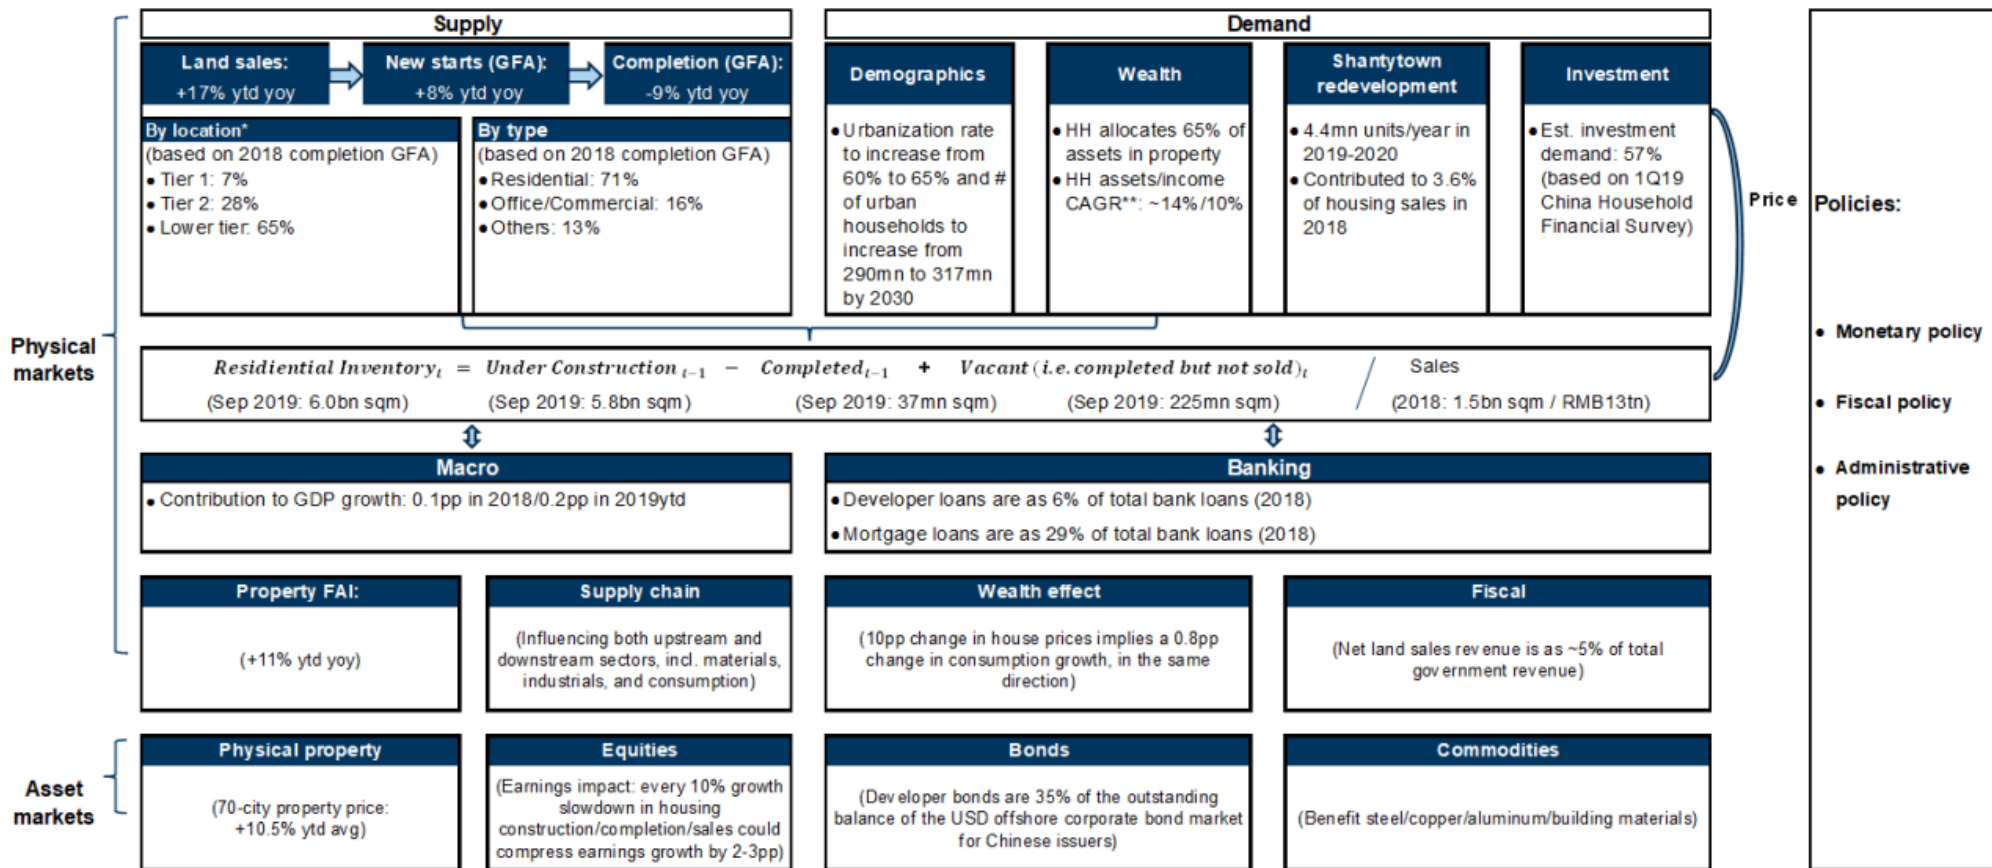 Supply
Land sales:
+17% ytd yoy
New starts (GFA):
+8% ytd yoy
Completion (GFA):
-9% ytd yoy
By location*
(based on 2018 completion GFA)
● Tier 1: 7%
● Tier 2: 28%
● Lower tier: 65%
By type
(based on 2018 completion GFA)
● Residential: 71%
● Office/Commercial: 16%
● Others: 13%
Demand
Demographics
● Urbanization rate
to increase from
60% to 65% and #
of urban
households to
increase from
290mn to 317mn
by 2030
Wealth
● HH allocates 65% of
assets in property
● HH assets/income
CAGR**: ~14%/10%
Shantytown
redevelopment
● 4.4mn units/year in
2019-2020
● Contributed to 3.6%
of housing sales in
2018
Investment
● Est. investment
demand: 57%
(based on 1Q19
China Household
Financial Survey)
Price
Physical
markets
Residiential Inventory t = Under Construction t−1 − Completed t−1 + Vacant (i.e. completed but not sold) t / Sales
(Sep 2019: 6.0bn sqm) (Sep 2019: 5.8bn sqm) (Sep 2019: 37mn sqm) (Sep 2019: 225mn sqm) (2018: 1.5bn sqm / RMB13tn)
Macro
● Contribution to GDP growth: 0.1pp in 2018/0.2pp in 2019ytd
Banking
● Developer loans are as 6% of total bank loans (2018)
● Mortgage loans are as 29% of total bank loans (2018)
Property FAI:
(+11% ytd yoy)
Supply chain
(Influencing both upstream and
downstream sectors, incl. materials,
industrials, and consumption)
Wealth effect
(10pp change in house prices implies a 0.8pp
change in consumption growth, in the same
direction)
Fiscal
(Net land sales revenue is as ~5% of total
government revenue)
Asset
markets
Physical property
(70-city property price:
+10.5% ytd avg)
Equities
(Earnings impact: every 10% growth
slowdown in housing
construction/completion/sales could
compress earnings growth by 2-3pp)
Bonds
(Developer bonds are 35% of the outstanding
balance of the USD offshore corporate bond market
for Chinese issuers)
Commodities
(Benefit steel/copper/aluminum/building materials)
Policies:
● Monetary policy
● Fiscal policy
● Administrative
policy